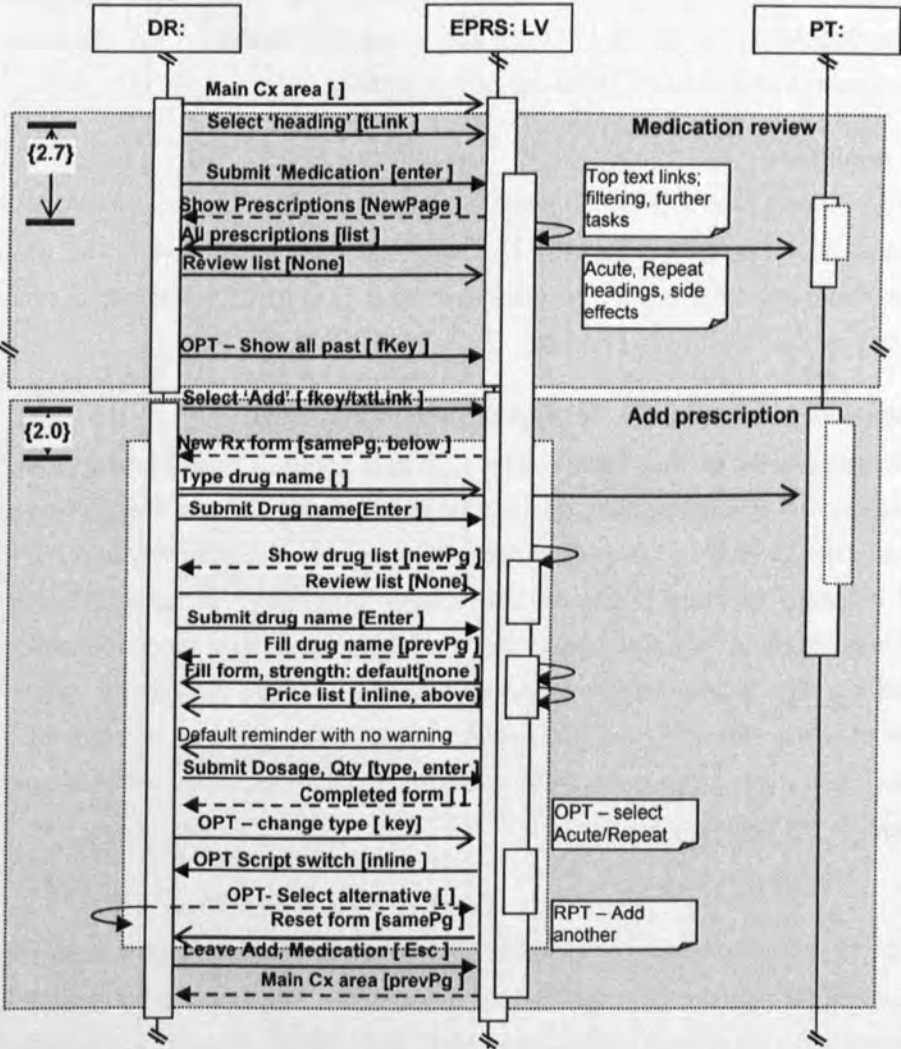 DR:
EPRS: LV
PT:
Main Cx area [ ]
Select ‘heading’ [tLink ]
Medication review
{2.7}
Submit ‘Medication’ [enter ]
Top text links;
filtering, further
tasks
Show Prescriptions [NewPage ]
All prescriptions [list ]
Review list [None]
Acute, Repeat
headings, side
effects
OPT – Show all past [ fKey ]
Select ‘Add’ [ fkey/txtLink ]
Add prescription
{2.0}
New Rx form [samePg, below ]
Type drug name [ ]
Submit Drug name[Enter ]
Show drug list [newPg ]
Review list [None]
Submit drug name [Enter ]
Fill drug name [prevPg ]
Fill form, strength: default[none ]
Price list [ inline, above]
Default reminder with no warning
Submit Dosage, Qty [type, enter ]
Completed form [ ]
OPT – change type [ key]
OPT – select
Acute/Repeat
OPT Script switch [inline ]
OPT- Select alternative [ ]
Reset form [samePg ]
RPT – Add
another
Leave Add, Medication [ Esc ]
Main Cx area [prevPg ]